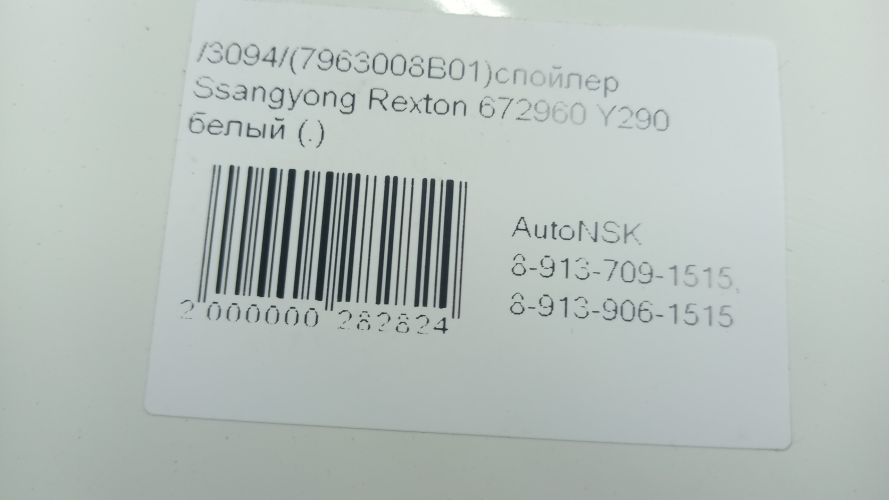 /3094/(7963008B01)спойлер
Ssangyong Rexton 672960 Y290
белый (.)
AutoNSK
8-913-709-1515,
8-913-906-1515
2 000000 282824